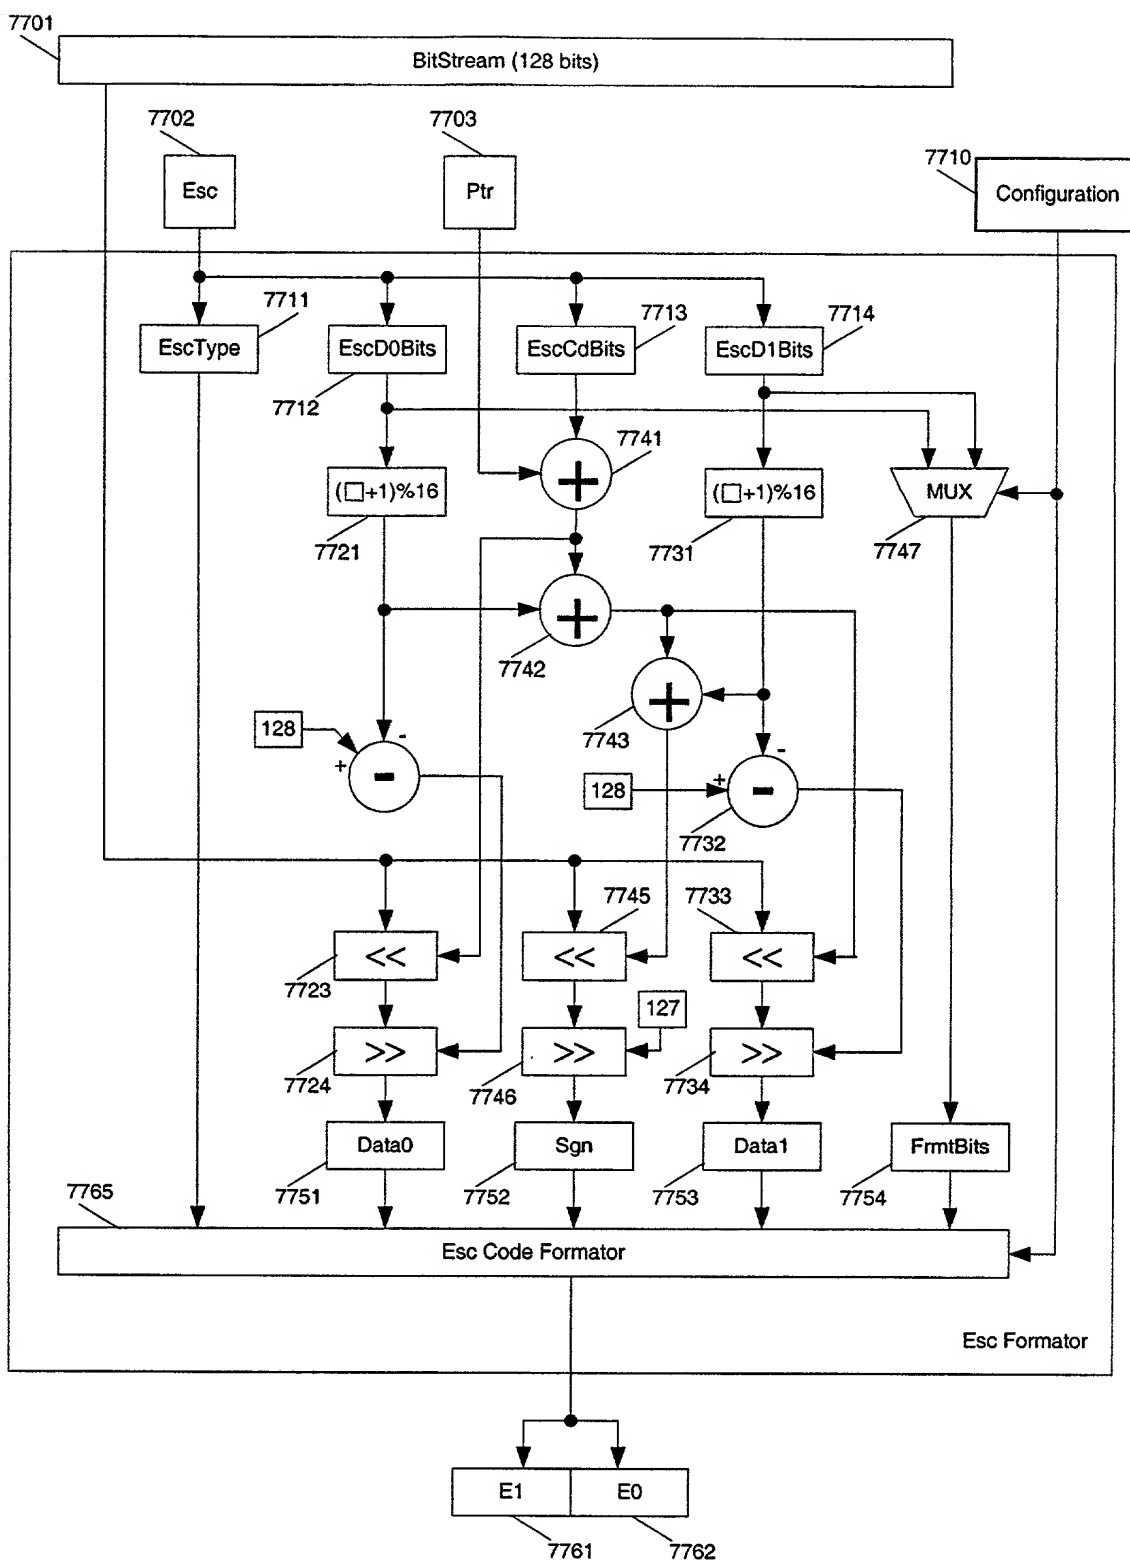 7701
BitStream (128 bits)
7702
7703
7710
Esc
Ptr
Configuration
7711
7713
7714
EscType
EscD0Bits
EscCdBits
EscD1Bits
7712
7741
(□+1)%16
+
(□+1)%16
MUX
7721
7731
7747
+
7742
+
7743
128
-
+
-
-
128
+
-
7732
7745
7733
<<
<<
<<
7723
127
>>
>>
>>
7724
7746
7734
Data0
Sgn
Data1
FrmtBits
7765
7751
7752
7753
7754
Esc Code Formator
Esc Formator
E1
E0
7761
7762